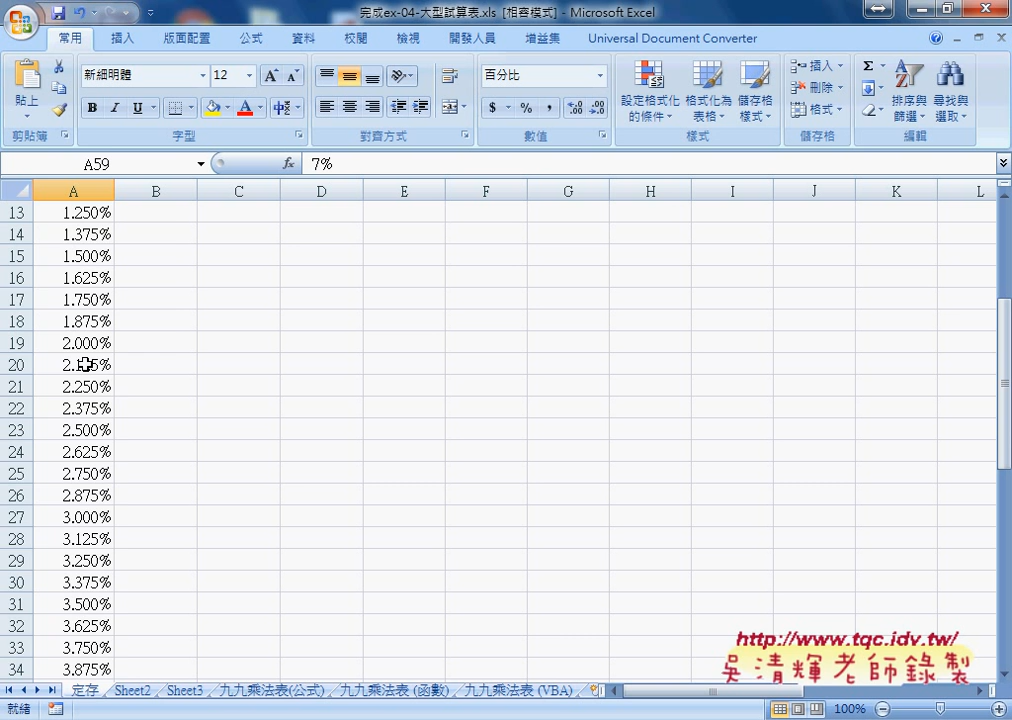 完成ex-04-大型試算表.xls [相容模式] - Microsoft Excel
常用 插入 版面配置 公式 資料 校閱 檢視 開發人員 增益集 Universal Document Converter
新細明體 12 百分比 插入 刪除 格式
貼上 設定格式化的條件 格式化為表格 儲存格樣式 排序與篩選 尋找與選取
剪貼簿 字型 對齊方式 數值 樣式 儲存格 編輯
A59 fx 7%
A B C D E F G H I J K L
13 1.250%
14 1.375%
15 1.500%
16 1.625%
17 1.750%
18 1.875%
19 2.000%
20
21 2.250%
22 2.375%
23 2.500%
24 2.625%
25 2.750%
26 2.875%
27 3.000%
28 3.125%
29 3.250%
30 3.375%
31 3.500%
32 3.625%
33 3.750%
34 3.875%
http://www.tqc.idv.tw/
吳清輝老師錄製
定存 Sheet2 Sheet3 九九乘法表(公式) 九九乘法表 (函數) 九九乘法表 (VBA)
就緒 100%